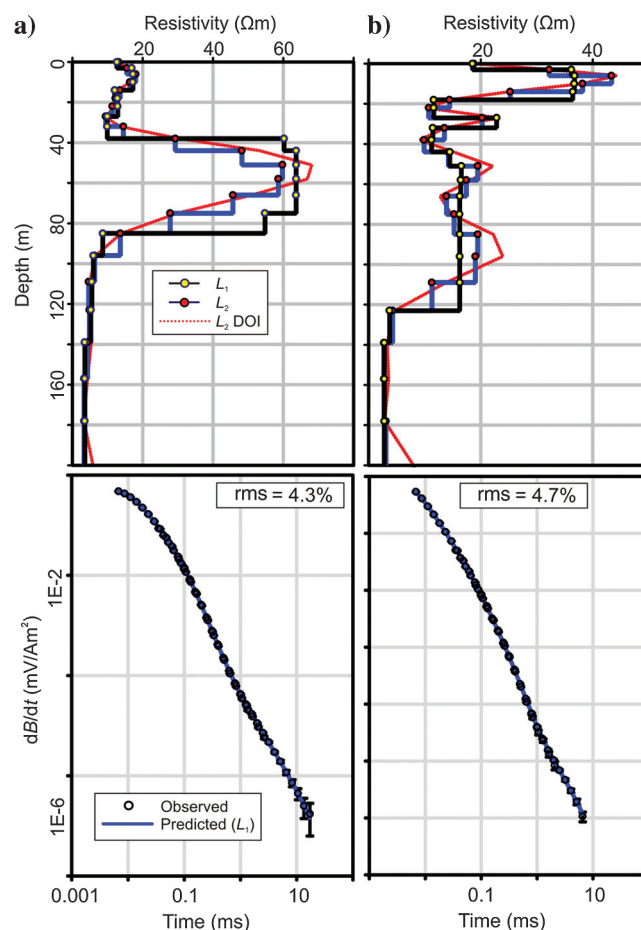 a)
Resistivity (Ωm)
20 40 60
0
40
80
120
160
Depth (m)
L₁
L₂
L₂ DOI
b)
Resistivity (Ωm)
20 40
rms = 4.3%
1E-2
1E-6
dB/dt (mV/Am²)
Observed
Predicted (L₁)
0.001 0.1 10
Time (ms)
rms = 4.7%
0.1 10
Time (ms)